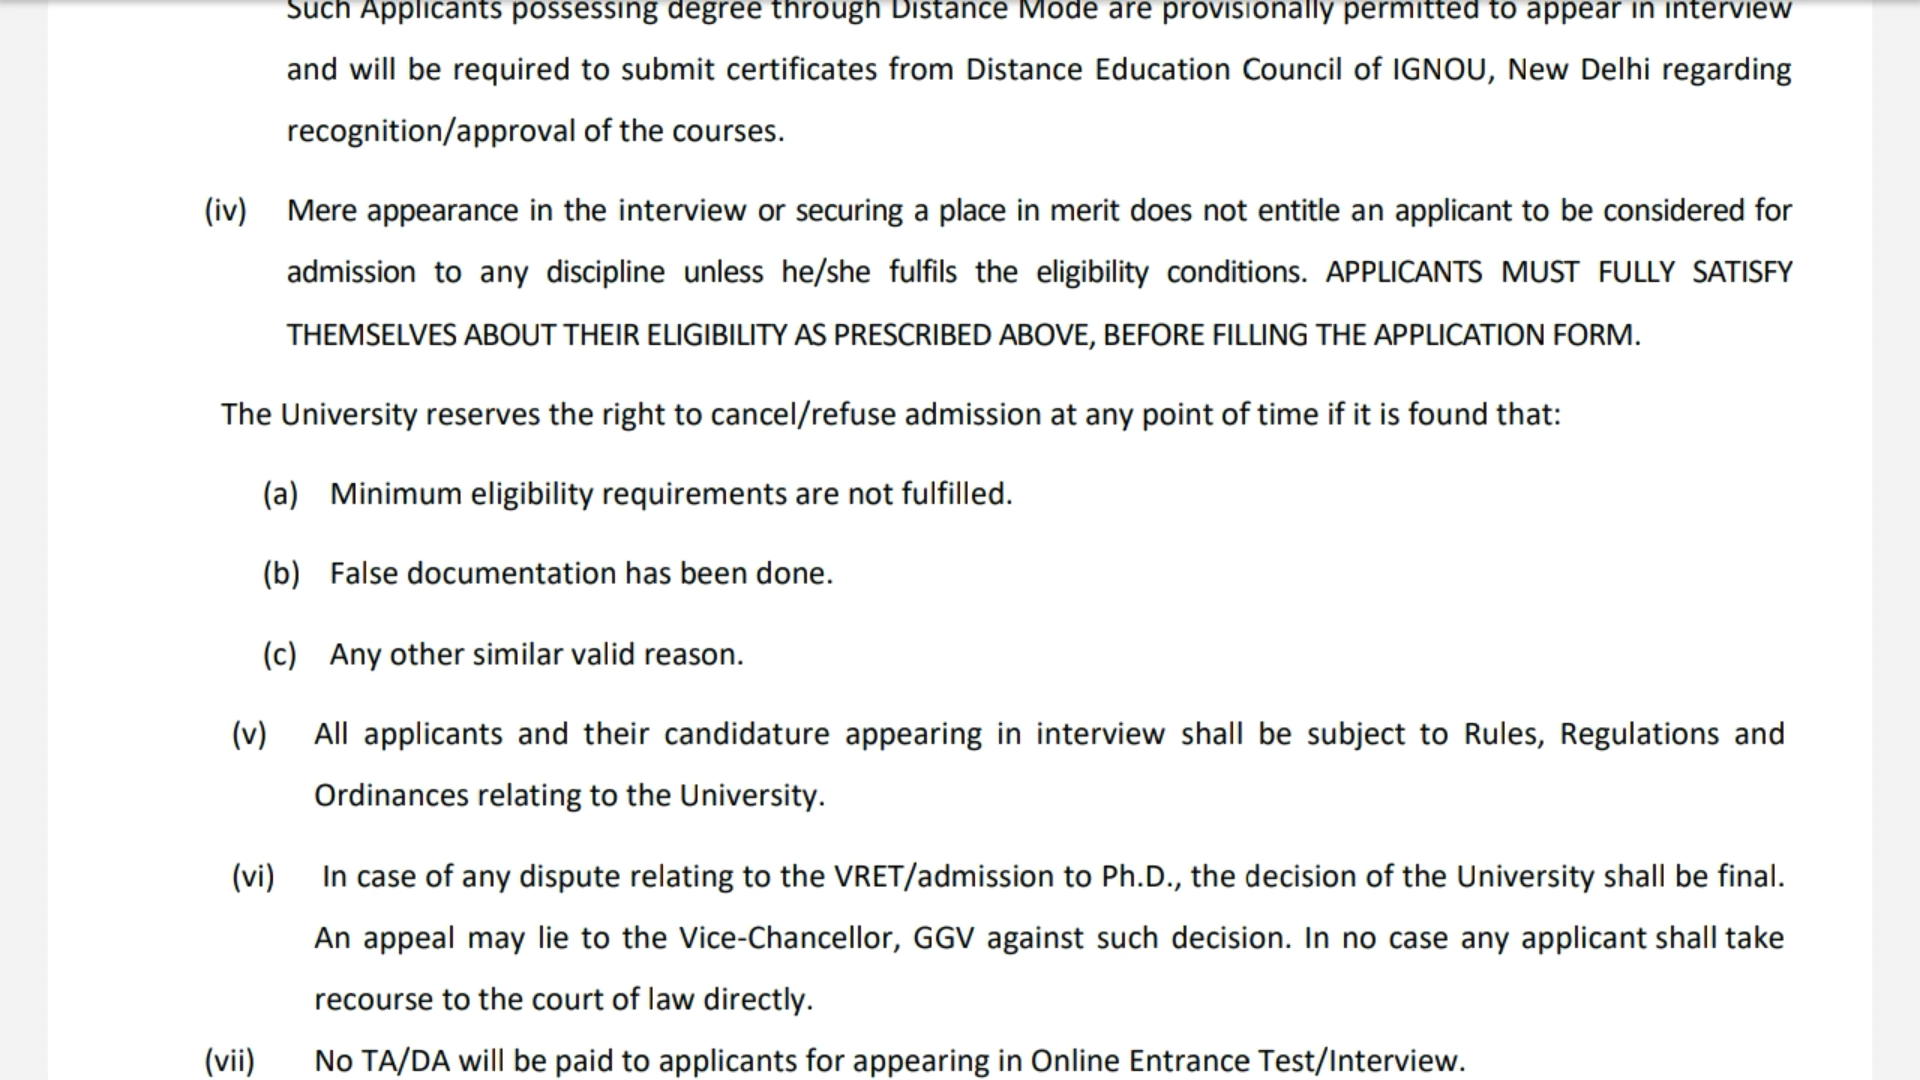 Such Applicants possessing degree through Distance Mode are provisionally permitted to appear in interview
and will be required to submit certificates from Distance Education Council of IGNOU, New Delhi regarding
recognition/approval of the courses.
(iv) Mere appearance in the interview or securing a place in merit does not entitle an applicant to be considered for
admission to any discipline unless he/she fulfils the eligibility conditions. APPLICANTS MUST FULLY SATISFY
THEMSELVES ABOUT THEIR ELIGIBILITY AS PRESCRIBED ABOVE, BEFORE FILLING THE APPLICATION FORM.
The University reserves the right to cancel/refuse admission at any point of time if it is found that:
(a) Minimum eligibility requirements are not fulfilled.
(b) False documentation has been done.
(c) Any other similar valid reason.
(v) All applicants and their candidature appearing in interview shall be subject to Rules, Regulations and
Ordinances relating to the University.
(vi) In case of any dispute relating to the VRET/admission to Ph.D., the decision of the University shall be final.
An appeal may lie to the Vice-Chancellor, GGV against such decision. In no case any applicant shall take
recourse to the court of law directly.
(vii) No TA/DA will be paid to applicants for appearing in Online Entrance Test/Interview.